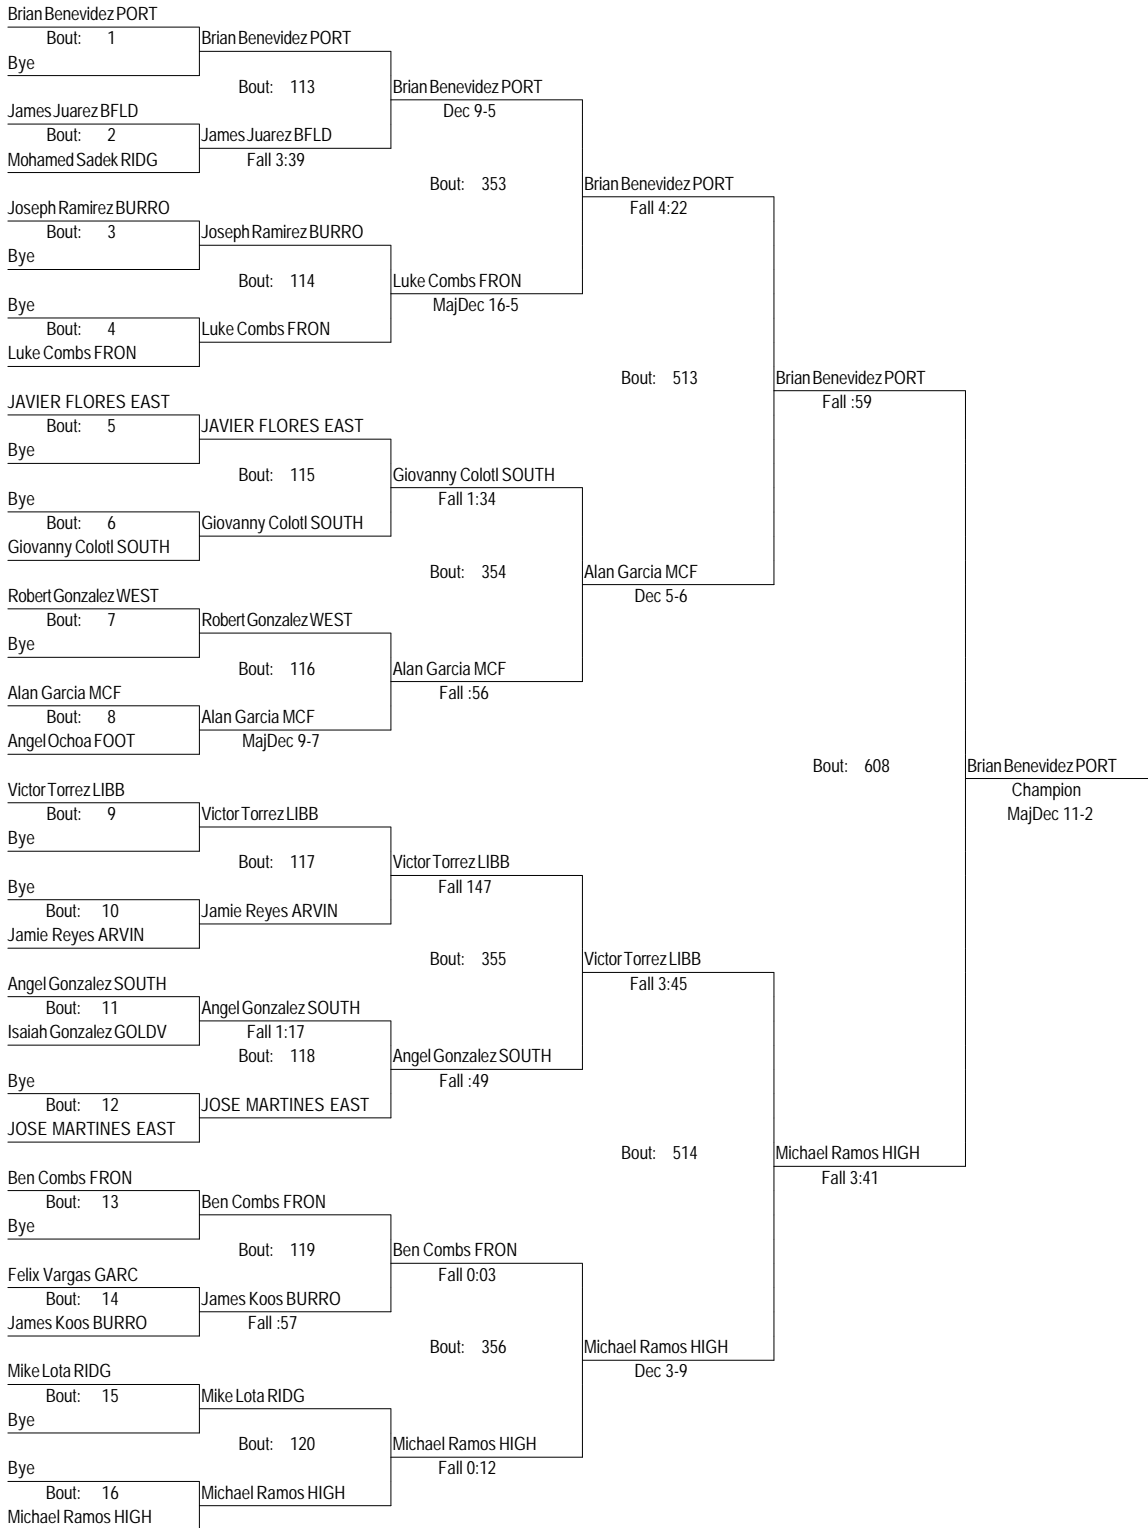 Brian Benevidez PORT
Bout: 1
Brian Benevidez PORT
Bye
Bout: 113
Brian Benevidez PORT
James Juarez BFLD
Dec 9-5
Bout: 2
James Juarez BFLD
Mohamed Sadek RIDG
Fall 3:39
Bout: 353
Brian Benevidez PORT
Joseph Ramirez BURRO
Fall 4:22
Bout: 3
Joseph Ramirez BURRO
Bye
Bout: 114
Luke Combs FRON
Bye
MajDec 16-5
Bout: 4
Luke Combs FRON
Luke Combs FRON
Bout: 513
Brian Benevidez PORT
JAVIER FLORES EAST
Fall :59
Bout: 5
JAVIER FLORES EAST
Bye
Bout: 115
Giovanny Colotl SOUTH
Bye
Fall 1:34
Bout: 6
Giovanny Colotl SOUTH
Giovanny Colotl SOUTH
Bout: 354
Alan Garcia MCF
Robert Gonzalez WEST
Dec 5-6
Bout: 7
Robert Gonzalez WEST
Bye
Bout: 116
Alan Garcia MCF
Alan Garcia MCF
Fall :56
Bout: 8
Alan Garcia MCF
Angel Ochoa FOOT
MajDec 9-7
Bout: 608
Brian Benevidez PORT
Victor Torrez LIBB
Champion
Bout: 9
Victor Torrez LIBB
MajDec 11-2
Bye
Bout: 117
Victor Torrez LIBB
Bye
Fall 147
Bout: 10
Jamie Reyes ARVIN
Jamie Reyes ARVIN
Bout: 355
Victor Torrez LIBB
Angel Gonzalez SOUTH
Fall 3:45
Bout: 11
Angel Gonzalez SOUTH
Isaiah Gonzalez GOLDV
Fall 1:17
Bout: 118
Angel Gonzalez SOUTH
Bye
Fall :49
Bout: 12
JOSE MARTINES EAST
JOSE MARTINES EAST
Bout: 514
Michael Ramos HIGH
Ben Combs FRON
Fall 3:41
Bout: 13
Ben Combs FRON
Bye
Bout: 119
Ben Combs FRON
Felix Vargas GARC
Fall 0:03
Bout: 14
James Koos BURRO
James Koos BURRO
Fall :57
Bout: 356
Michael Ramos HIGH
Mike Lota RIDG
Dec 3-9
Bout: 15
Mike Lota RIDG
Bye
Bout: 120
Michael Ramos HIGH
Bye
Fall 0:12
Bout: 16
Michael Ramos HIGH
Michael Ramos HIGH